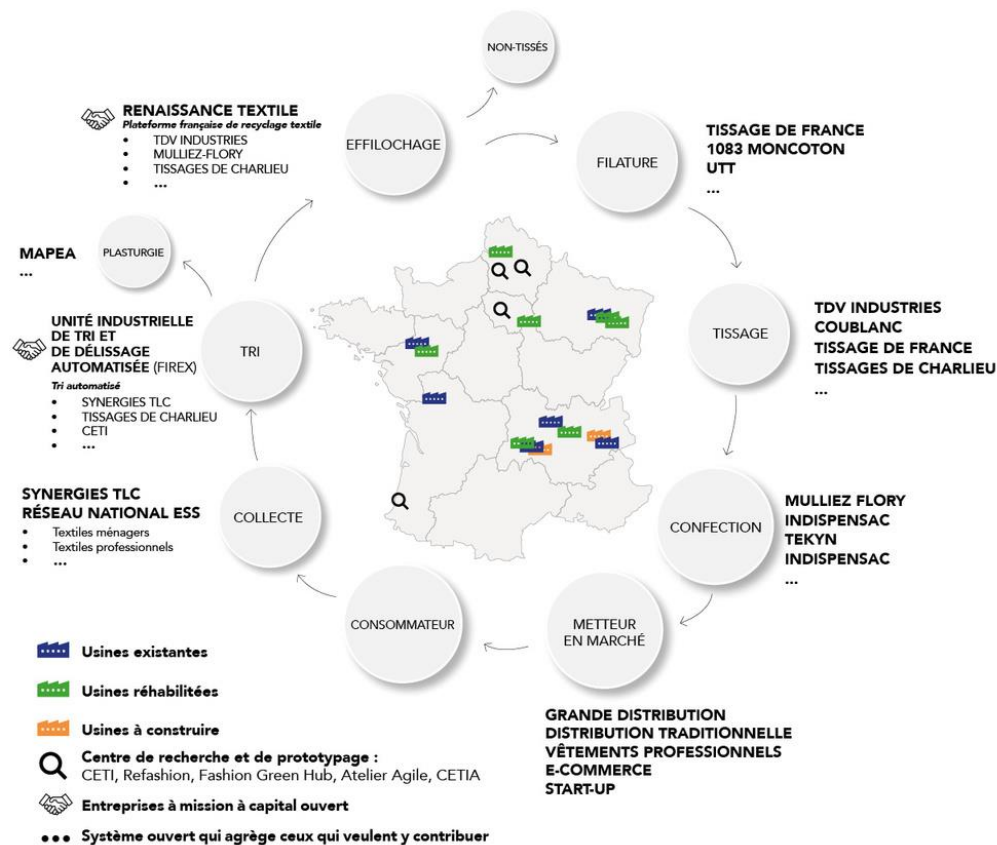 NON-TISSÉS
EFFILOCHAGE
RENAISSANCE TEXTILE
Plateforme française de recyclage textile
• TDV INDUSTRIES
• MULLIEZ-FLORY
• TISSAGES DE CHARLIEU
• ...
FILATURE
TISSAGE DE FRANCE
1083 MONCOTON
UTT
...
PLASTURGIE
MAPEA
...
TRI
UNITÉ INDUSTRIELLE
DE TRI ET
DE DÉLISSAGE
AUTOMATISÉE (FIREX)
Tri automatisé
• SYNERGIES TLC
• TISSAGES DE CHARLIEU
• CETI
• ...
TISSAGE
TDV INDUSTRIES
COUBLANC
TISSAGE DE FRANCE
TISSAGES DE CHARLIEU
...
SYNERGIES TLC
RÉSEAU NATIONAL ESS
• Textiles ménagers
• Textiles professionnels
• ...
COLLECTE
CONFECTION
MULLIEZ FLORY
INDISPENSAC
TEKYN
INDISPENSAC
...
CONSOMMATEUR
METTEUR
EN MARCHÉ
GRANDE DISTRIBUTION
DISTRIBUTION TRADITIONNELLE
VÊTEMENTS PROFESSIONNELS
E-COMMERCE
START-UP
Usines existantes
Usines réhabilitées
Usines à construire
Centre de recherche et de prototypage :
CETI, Refashion, Fashion Green Hub, Atelier Agile, CETIA
Entreprises à mission à capital ouvert
••• Système ouvert qui agrège ceux qui veulent y contribuer